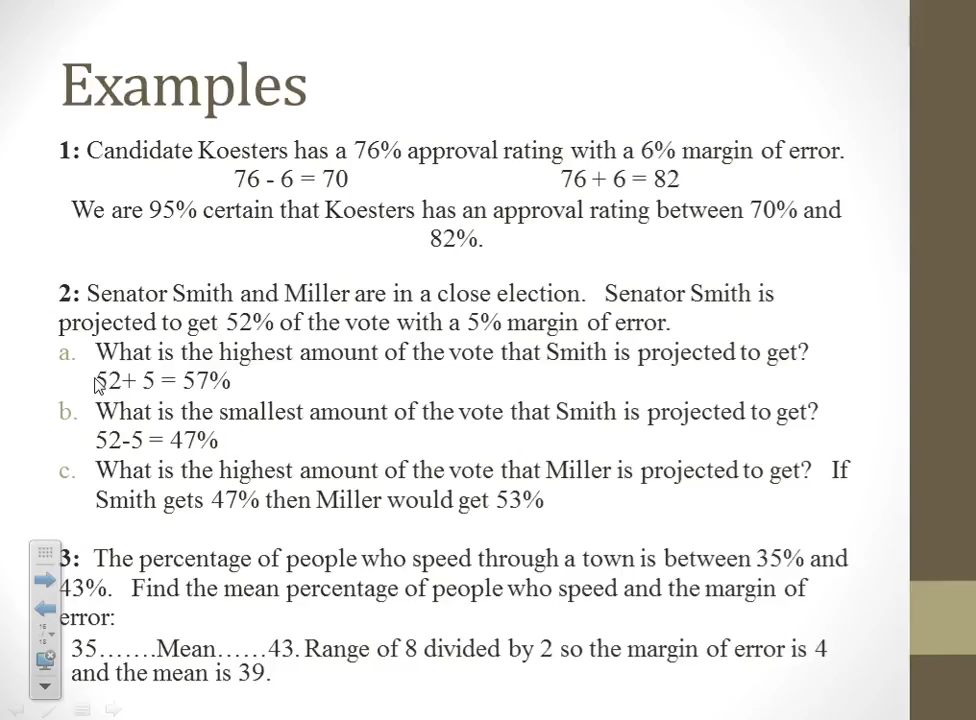 Examples
1: Candidate Koesters has a 76% approval rating with a 6% margin of error.
76 - 6 = 70 76 + 6 = 82
We are 95% certain that Koesters has an approval rating between 70% and
82%.
2: Senator Smith and Miller are in a close election. Senator Smith is
projected to get 52% of the vote with a 5% margin of error.
a. What is the highest amount of the vote that Smith is projected to get?
52+ 5 = 57%
b. What is the smallest amount of the vote that Smith is projected to get?
52-5 = 47%
c. What is the highest amount of the vote that Miller is projected to get? If
Smith gets 47% then Miller would get 53%
3: The percentage of people who speed through a town is between 35% and
43%. Find the mean percentage of people who speed and the margin of
error:
35…….Mean……43. Range of 8 divided by 2 so the margin of error is 4
and the mean is 39.